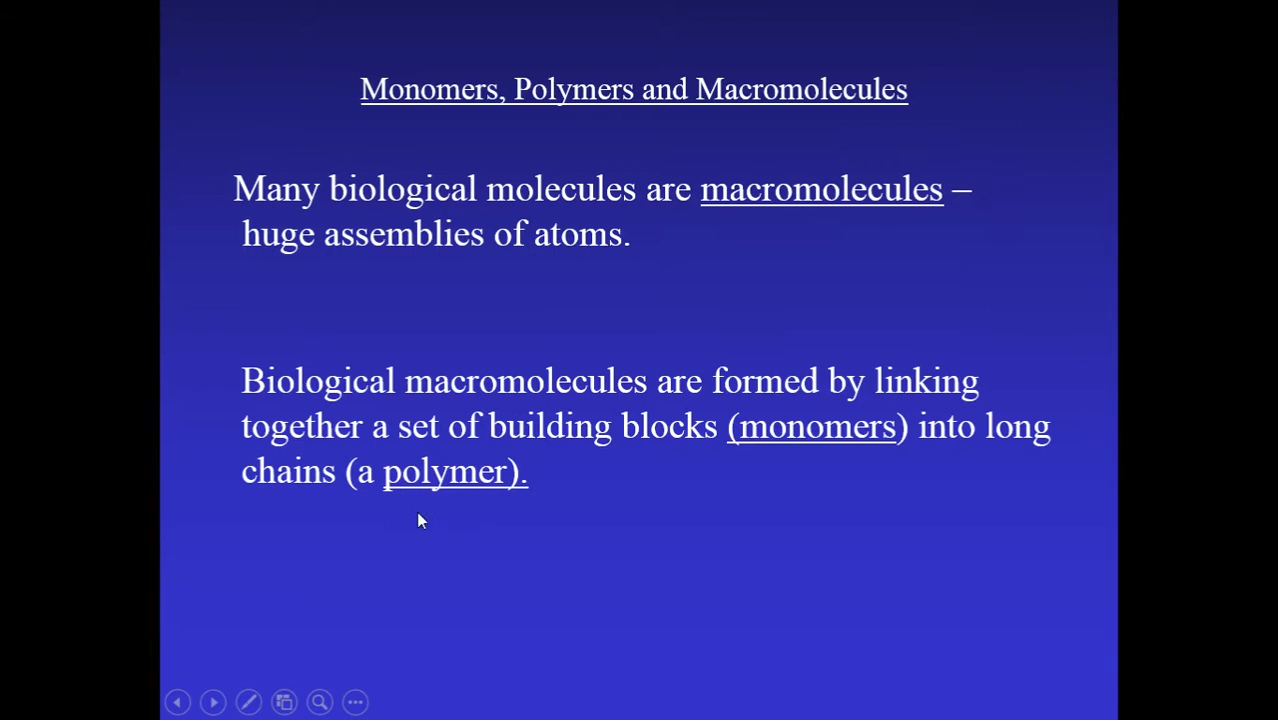 Monomers, Polymers and Macromolecules
Many biological molecules are macromolecules –
huge assemblies of atoms.
Biological macromolecules are formed by linking
together a set of building blocks (monomers) into long
chains (a polymer).